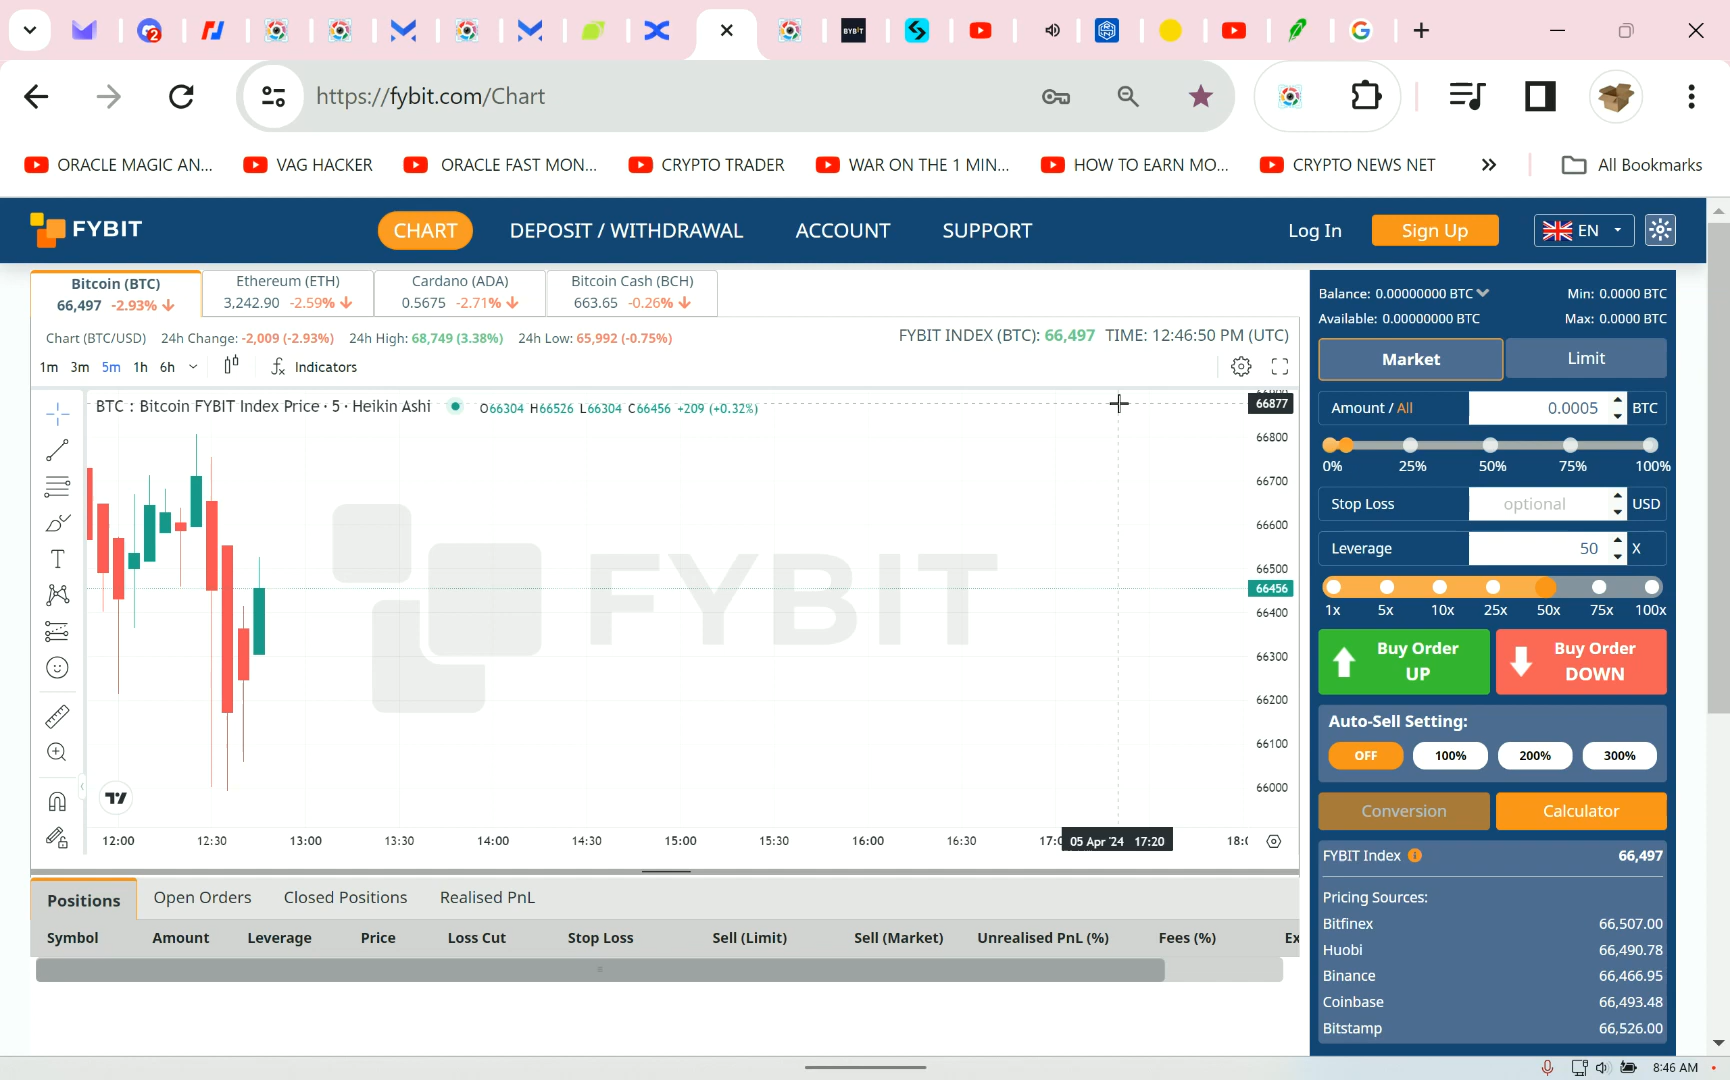 BYBIT
https://fybit.com/Chart
ORACLE MAGIC AN... VAG HACKER ORACLE FAST MON... CRYPTO TRADER WAR ON THE 1 MIN... HOW TO EARN MO... CRYPTO NEWS NET » All Bookmarks
FYBIT CHART DEPOSIT / WITHDRAWAL ACCOUNT SUPPORT Log In Sign Up EN
Bitcoin (BTC) Ethereum (ETH) Cardano (ADA) Bitcoin Cash (BCH)
66,497 -2.93% 3,242.90 -2.59% 0.5675 -2.71% 663.65 -0.26%
Chart (BTC/USD) 24h Change: -2,009 (-2.93%) 24h High: 68,749 (3.38%) 24h Low: 65,992 (-0.75%) FYBIT INDEX (BTC): 66,497 TIME: 12:46:50 PM (UTC)
1m 3m 5m 1h 6h Indicators
BTC : Bitcoin FYBIT Index Price · 5 · Heikin Ashi O66304 H66526 L66304 C66456 +209 (+0.32%)
66877
66800
66700
66600
66500
66456
66400
66300
66200
66100
66000
FYBIT
12:00 12:30 13:00 13:30 14:00 14:30 15:00 15:30 16:00 16:30 17:0 05 Apr '24 17:20 18:
Positions Open Orders Closed Positions Realised PnL
Symbol Amount Leverage Price Loss Cut Stop Loss Sell (Limit) Sell (Market) Unrealised PnL (%) Fees (%) Ex
Balance: 0.00000000 BTC Min: 0.0000 BTC
Available: 0.00000000 BTC Max: 0.0000 BTC
Market Limit
Amount / All 0.0005 BTC
0% 25% 50% 75% 100%
Stop Loss optional USD
Leverage 50 X
1x 5x 10x 25x 50x 75x 100x
Buy Order UP
Buy Order DOWN
Auto-Sell Setting:
OFF 100% 200% 300%
Conversion Calculator
FYBIT Index 66,497
Pricing Sources:
Bitfinex 66,507.00
Huobi 66,490.78
Binance 66,466.95
Coinbase 66,493.48
Bitstamp 66,526.00
8:46 AM